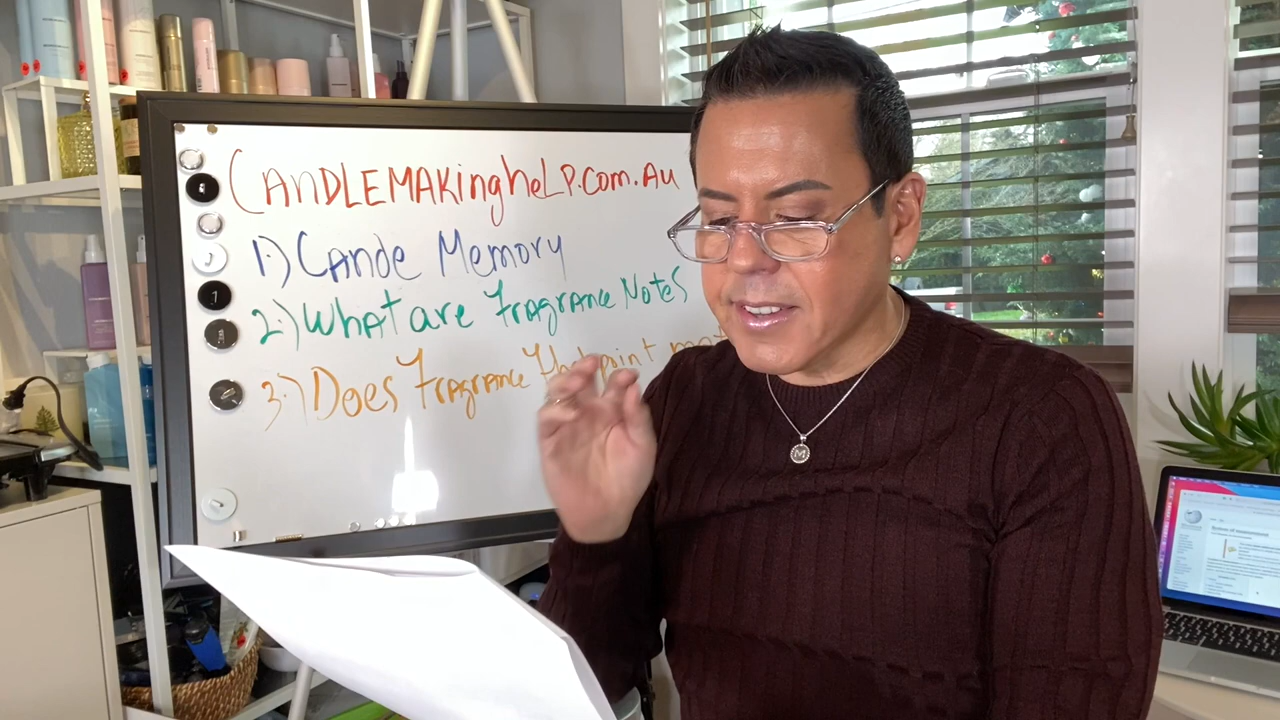 CANDLEMAKingheLP.com.Au
1.) CANDE MeMoRY
2.) WhAT are FragrANce NoTeS
3.) Does FragrANce
M